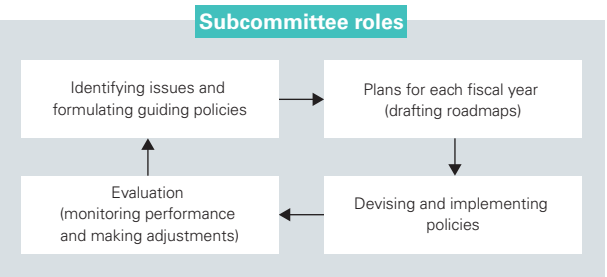 Subcommittee roles
Identifying issues and
formulating guiding policies
Plans for each fiscal year
(drafting roadmaps)
Evaluation
(monitoring performance
and making adjustments)
Devising and implementing
policies